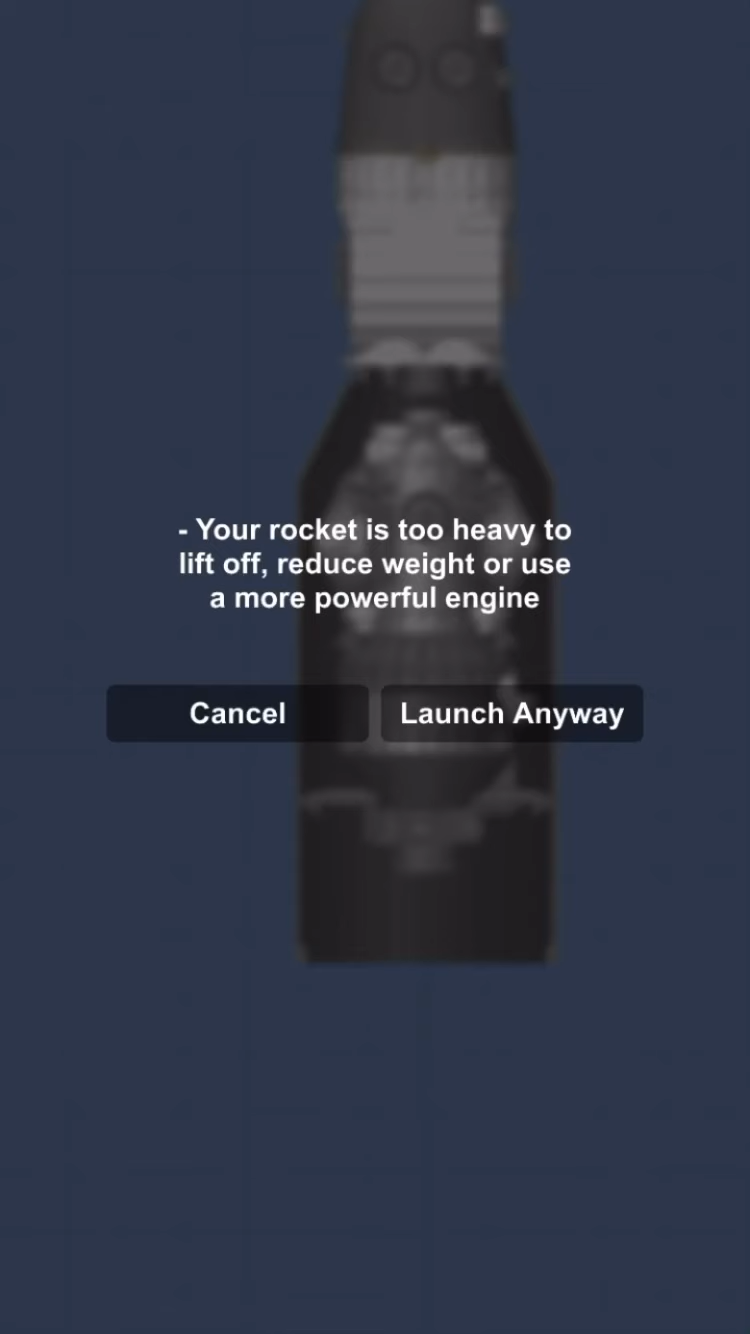 - Your rocket is too heavy to
lift off, reduce weight or use
a more powerful engine
Cancel
Launch Anyway